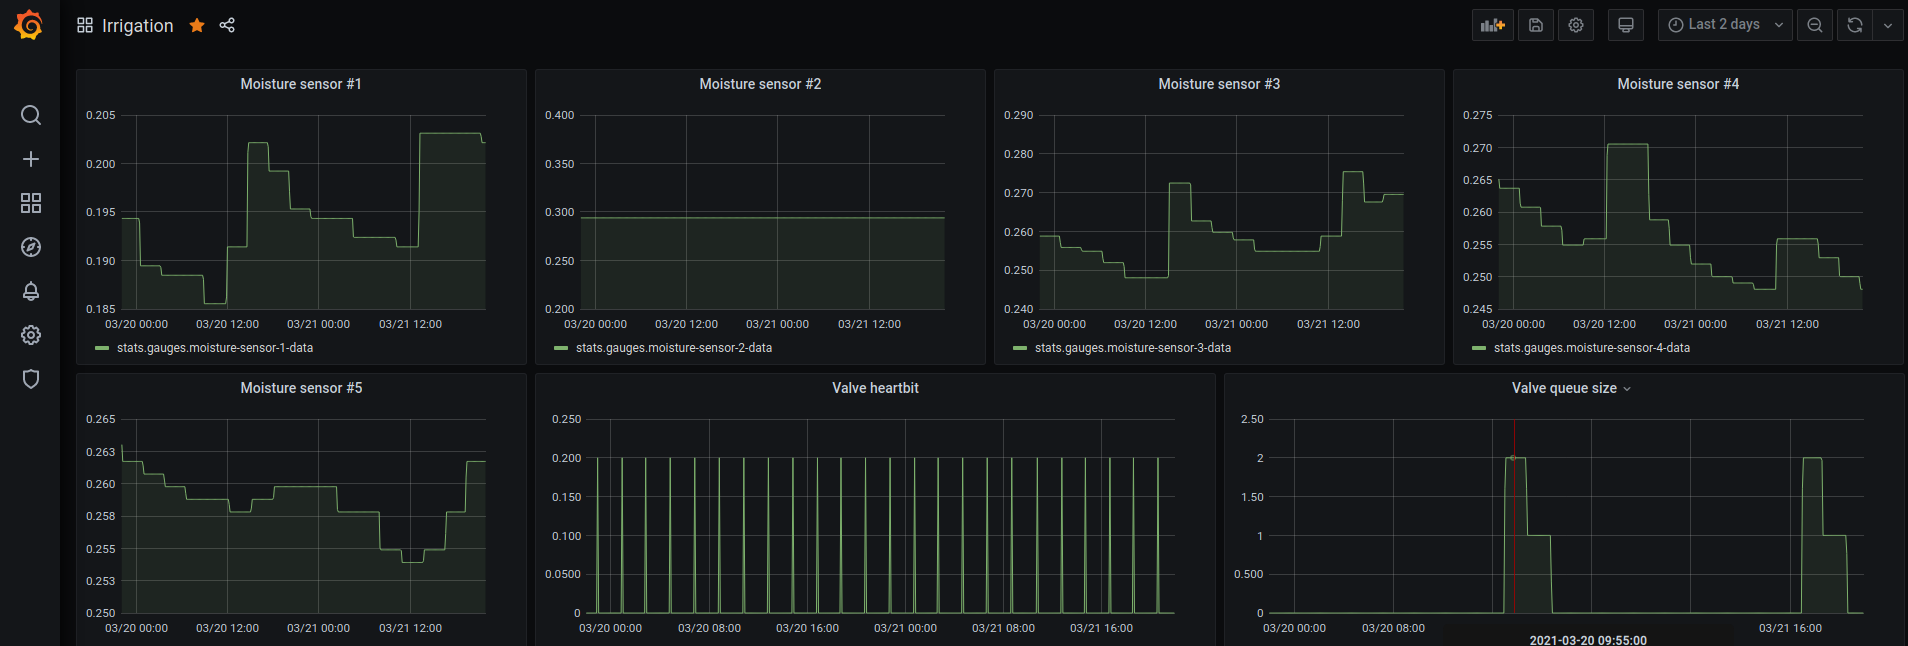 Irrigation
Last 2 days
Moisture sensor #1
0.205
0.200
0.195
0.190
0.185
03/20 00:00 03/20 12:00 03/21 00:00 03/21 12:00
stats.gauges.moisture-sensor-1-data
Moisture sensor #2
0.400
0.350
0.300
0.250
0.200
03/20 00:00 03/20 12:00 03/21 00:00 03/21 12:00
stats.gauges.moisture-sensor-2-data
Moisture sensor #3
0.290
0.280
0.270
0.260
0.250
0.240
03/20 00:00 03/20 12:00 03/21 00:00 03/21 12:00
stats.gauges.moisture-sensor-3-data
Moisture sensor #4
0.275
0.270
0.265
0.260
0.255
0.250
0.245
03/20 00:00 03/20 12:00 03/21 00:00 03/21 12:00
stats.gauges.moisture-sensor-4-data
Moisture sensor #5
0.265
0.263
0.260
0.258
0.255
0.253
0.250
03/20 00:00 03/20 12:00 03/21 00:00 03/21 12:00
Valve heartbit
0.250
0.200
0.150
0.100
0.0500
0
03/20 00:00 03/20 08:00 03/20 16:00 03/21 00:00 03/21 08:00 03/21 16:00
Valve queue size
2.50
2
1.50
1
0.500
0
03/20 00:00 03/20 08:00 03/21 16:00
2021-03-20 09:55:00